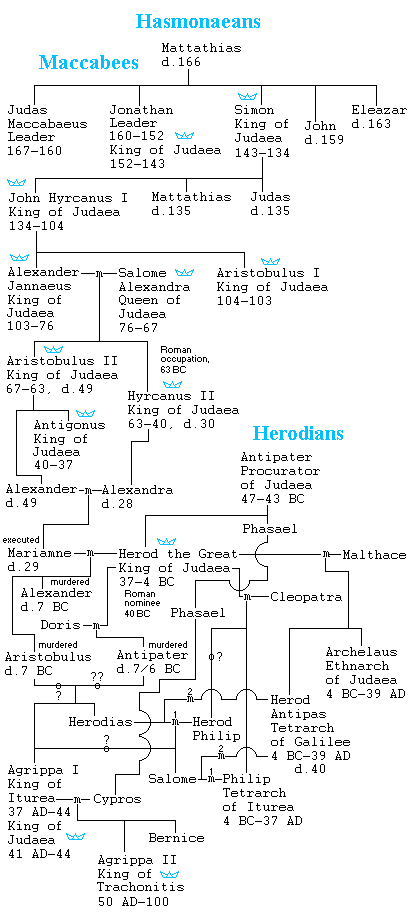 Hasmonaeans
Mattathias
d.166
Maccabees
Judas
Maccabaeus
Leader
167-160
Jonathan
Leader
160-152
King of Judaea
152-143
Simon
King of
Judaea
143-134
John
d.159
Eleazar
d.163
John Hyrcanus I
King of Judaea
134-104
Mattathias
d.135
Judas
d.135
Alexander
Jannaeus
King of
Judaea
103-76
m
Salome
Alexandra
Queen of
Judaea
76-67
Aristobulus I
King of Judaea
104-103
Aristobulus II
King of Judaea
67-63, d.49
Roman
occupation,
63 BC
Hyrcanus II
King of Judaea
63-40, d.30
Antigonus
King of
Judaea
40-37
Herodians
Antipater
Procurator
of Judaea
47-43 BC
Alexander
d.49
m
Alexandra
d.28
Phasael
executed
Mariamne
d.29
m
Herod the Great
King of Judaea
37-4 BC
m
Malthace
murdered
Alexander
d.7 BC
Roman
nominee
40 BC
m
Cleopatra
Phasael
Doris
m
murdered
Aristobulus
d.7 BC
murdered
Antipater
d.7/6 BC
o?
Archelaus
Ethnarch
of Judaea
4 BC-39 AD
??
o
?
o
2
m
Herodias
1
m
Herod
Philip
Herod
Antipas
Tetrarch
of Galilee
4 BC-39 AD
d.40
?
o
2
m
Agrippa I
King of
Iturea
37 AD-44
King of
Judaea
41 AD-44
m
Cypros
Salome
1
m
Philip
Tetrarch
of Iturea
4 BC-37 AD
Bernice
Agrippa II
King of
Trachonitis
50 AD-100